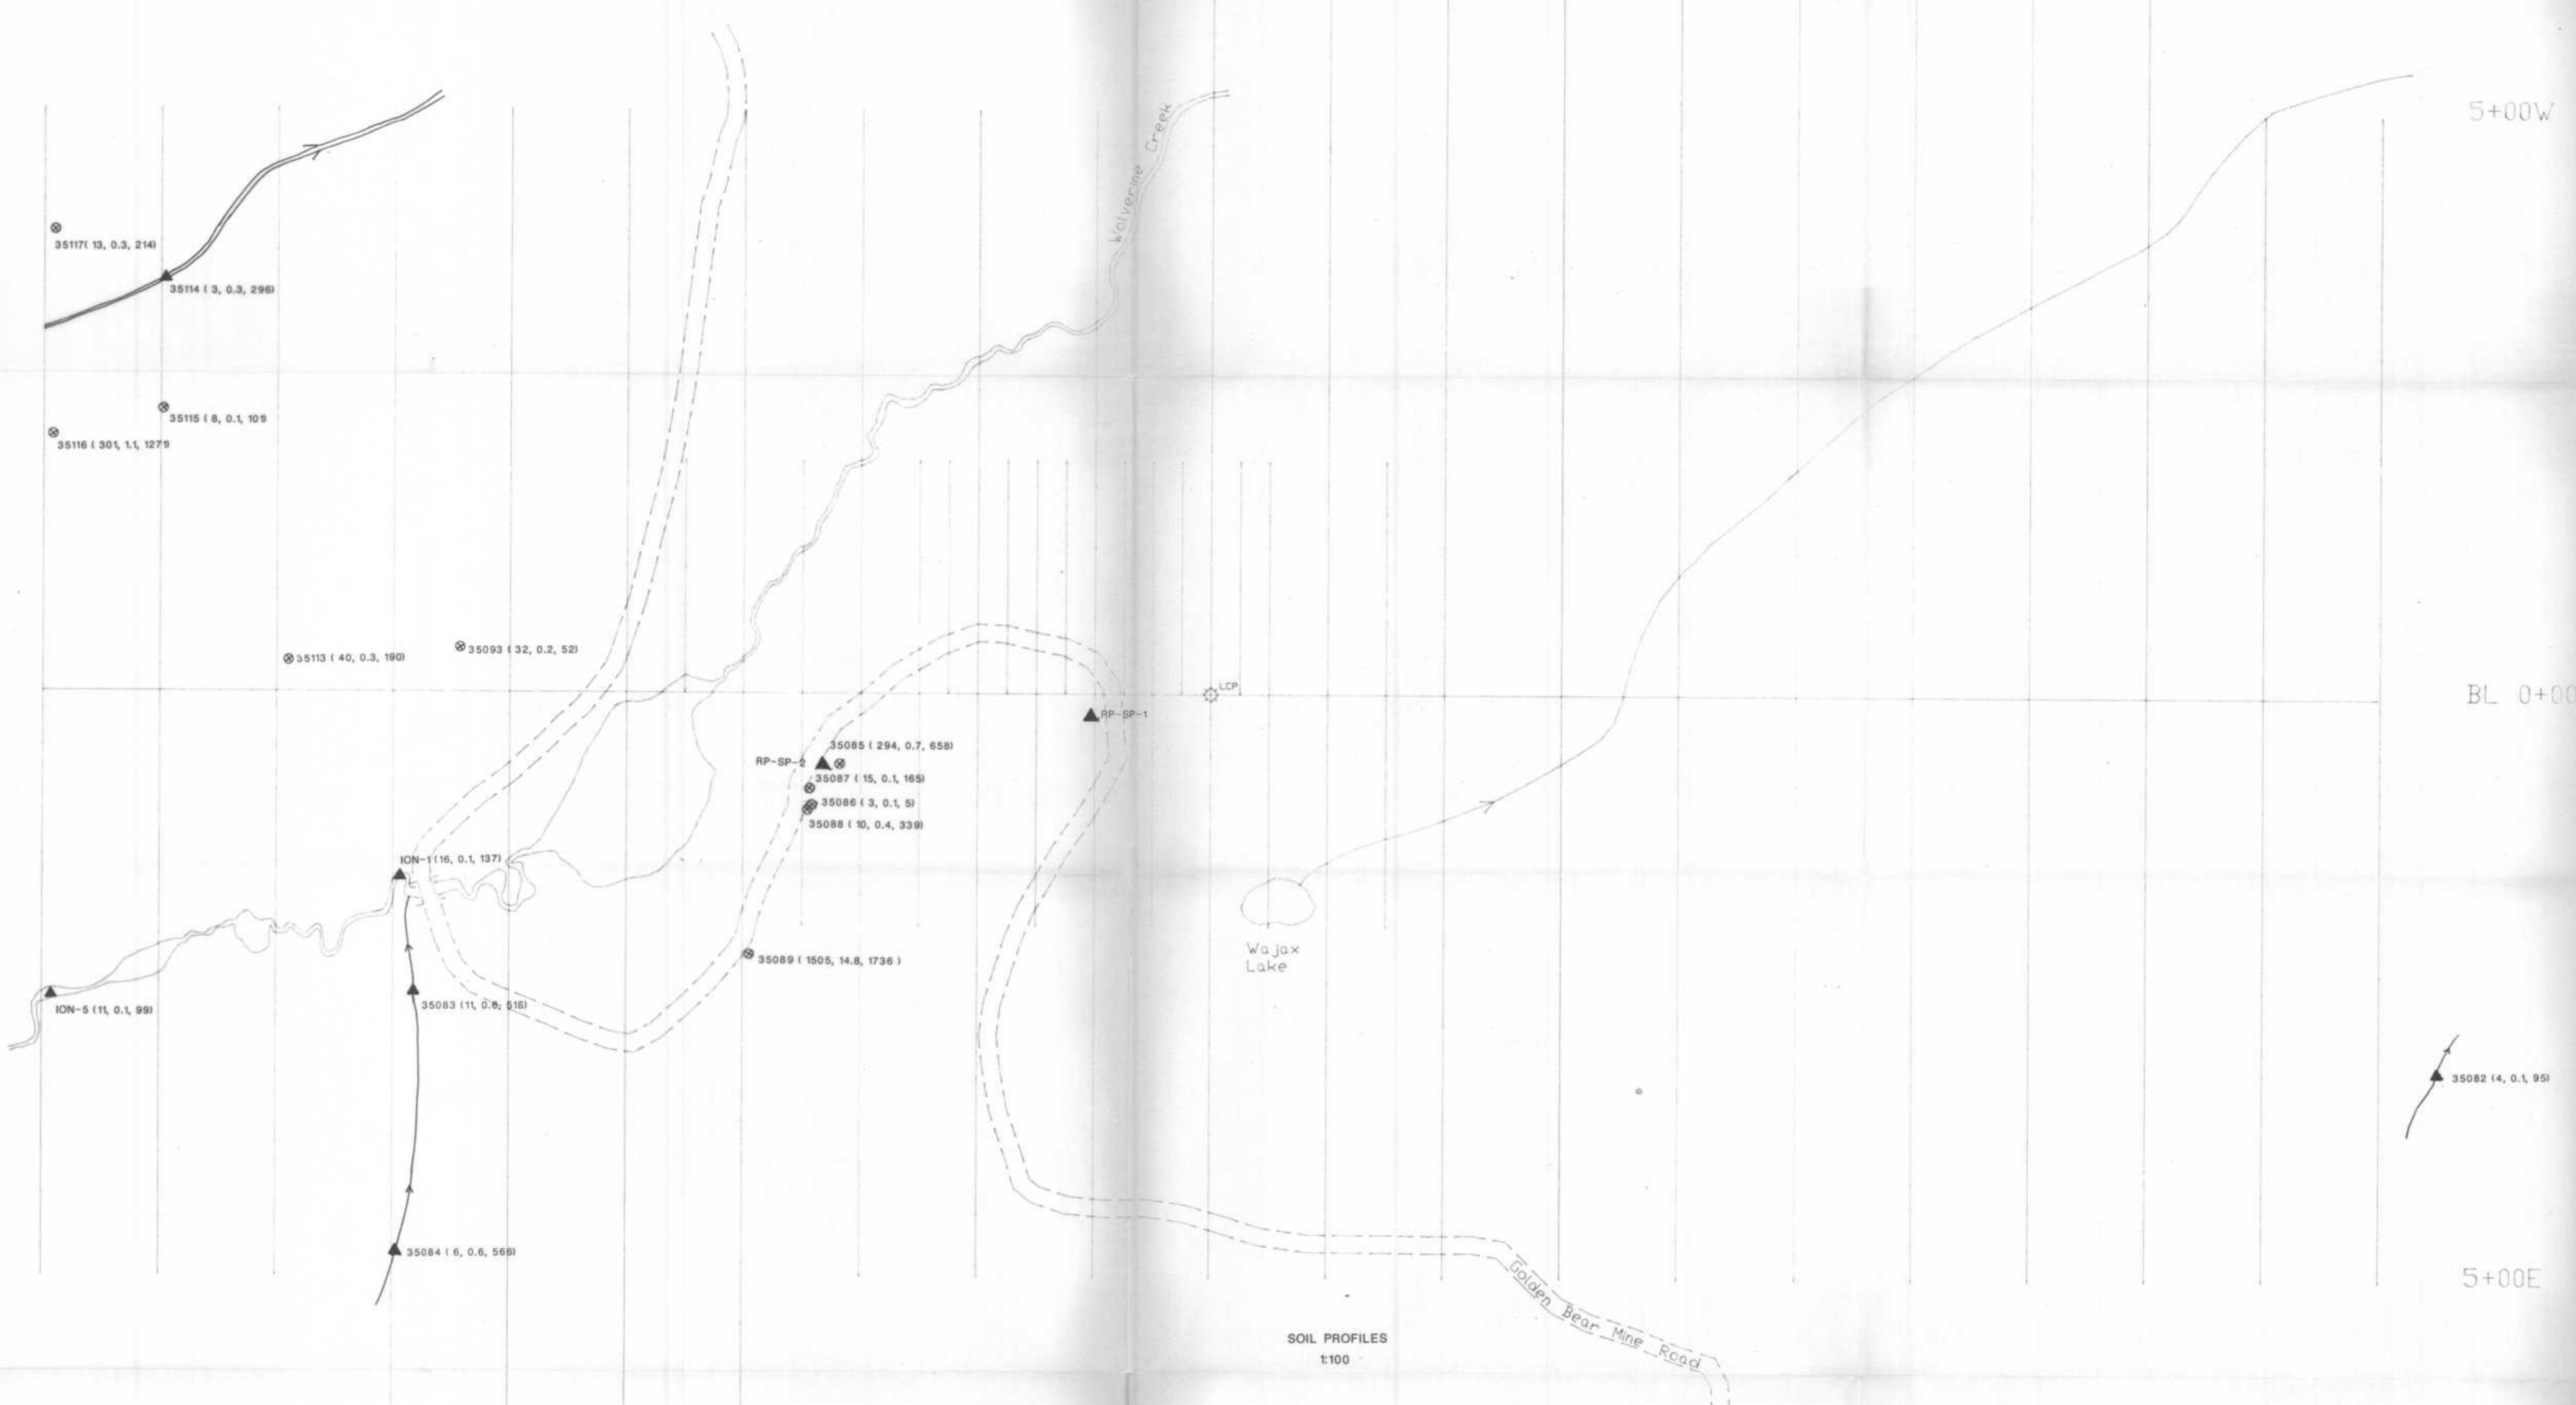 5+00W
Wolverine Creek
35117( 13, 0.3, 214)
35114 ( 3, 0.3, 296)
35115 ( 8, 0.1, 101)
35116 ( 301, 1.1, 1271)
35113 ( 40, 0.3, 190)
35093 ( 32, 0.2, 52)
LCP
BL 0+00
RP-SP-1
35085 ( 294, 0.7, 658)
RP-SP-2
35087 ( 15, 0.1, 165)
35086 ( 3, 0.1, 5)
35088 ( 10, 0.4, 339)
ION-1 (16, 0.1, 137)
35089 ( 1505, 14.8, 1736 )
Wajax
Lake
ION-5 (11, 0.1, 99)
35083 (11, 0.6, 516)
35082 (4, 0.1, 95)
35084 ( 6, 0.6, 566)
5+00E
Golden Bear Mine Road
SOIL PROFILES
1:100